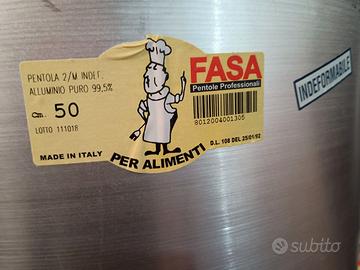 PENTOLA 2/M.INDEF.
ALLUMINIO PURO 99,5%
Cm. 50
LOTTO 111018
MADE IN ITALY
FASA
Pentole Professionali
8012004001305
D.L. 108 DEL 25/01/92
PER ALIMENTI
INDEFORMABILE
subito